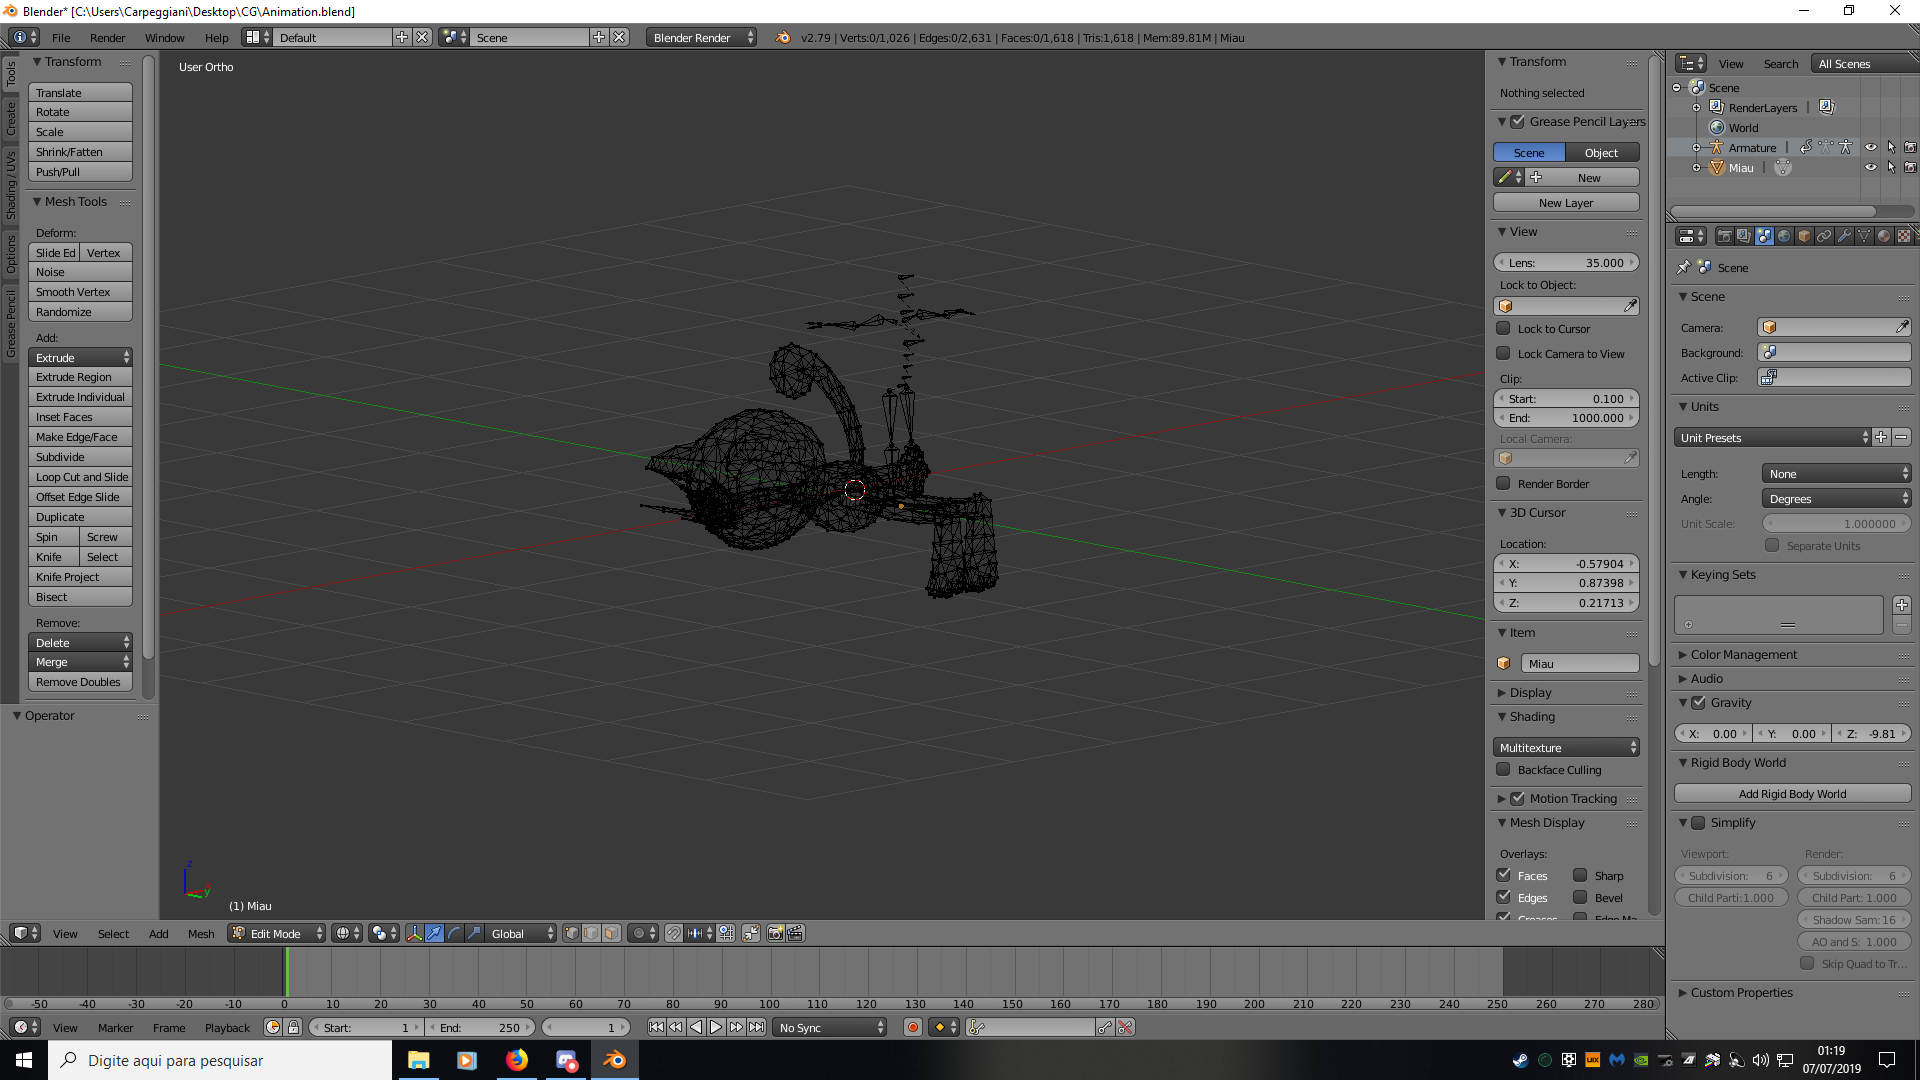 Blender* [C:\Users\Carpeggiani\Desktop\CG\Animation.blend]
File Render Window Help Default Scene Blender Render v2.79 | Verts:0/1,026 | Edges:0/2,631 | Faces:0/1,618 | Tris:1,618 | Mem:89.81M | Miau
Tools
Create
Shading / UVs
Options
Grease Pencil
Transform
Translate
Rotate
Scale
Shrink/Fatten
Push/Pull
Mesh Tools
Deform:
Slide Ed Vertex
Noise
Smooth Vertex
Randomize
Add:
Extrude
Extrude Region
Extrude Individual
Inset Faces
Make Edge/Face
Subdivide
Loop Cut and Slide
Offset Edge Slide
Duplicate
Spin Screw
Knife Select
Knife Project
Bisect
Remove:
Delete
Merge
Remove Doubles
Operator
User Ortho
z
y
(1) Miau
Transform
Nothing selected
Grease Pencil Layers
Scene Object
New
New Layer
View
Lens: 35.000
Lock to Object:
Lock to Cursor
Lock Camera to View
Clip:
Start: 0.100
End: 1000.000
Local Camera:
Render Border
3D Cursor
Location:
X: -0.57904
Y: 0.87398
Z: 0.21713
Item
Miau
Display
Shading
Multitexture
Backface Culling
Motion Tracking
Mesh Display
Overlays:
Faces Sharp
Edges Bevel
View Search All Scenes
Scene
RenderLayers |
World
Armature |
Miau |
Scene
Scene
Camera:
Background:
Active Clip:
Units
Unit Presets
Length: None
Angle: Degrees
Unit Scale: 1.000000
Separate Units
Keying Sets
Color Management
Audio
Gravity
X: 0.00 Y: 0.00 Z: -9.81
Rigid Body World
Add Rigid Body World
Simplify
Viewport: Render:
Subdivision: 6 Subdivision: 6
Child Parti:1.000 Child Part: 1.000
Shadow Sam: 16
AO and S: 1.000
Skip Quad to Tr...
Custom Properties
View Select Add Mesh Edit Mode Global
-50 -40 -30 -20 -10 0 10 20 30 40 50 60 70 80 90 100 110 120 130 140 150 160 170 180 190 200 210 220 230 240 250 260 270 280
View Marker Frame Playback Start: 1 End: 250 1 No Sync
Digite aqui para pesquisar
01:19
07/07/2019